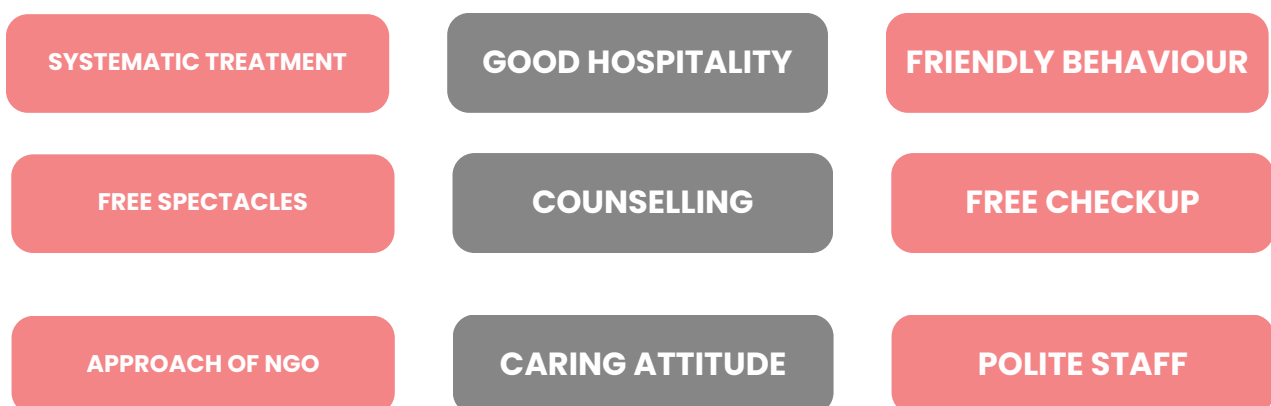 SYSTEMATIC TREATMENT
GOOD HOSPITALITY
FRIENDLY BEHAVIOUR
FREE SPECTACLES
COUNSELLING
FREE CHECKUP
APPROACH OF NGO
CARING ATTITUDE
POLITE STAFF